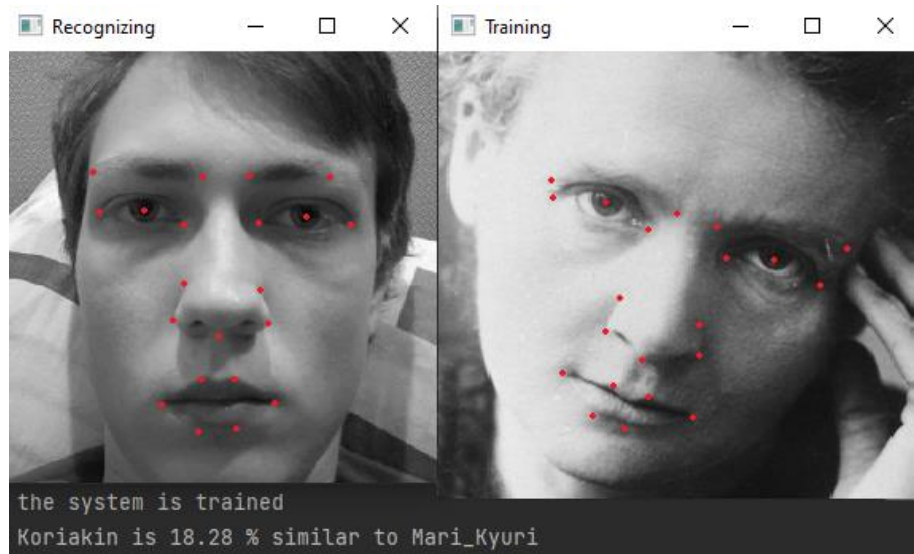 Recognizing
Training
the system is trained
Koriakin is 18.28 % similar to Mari_Kyuri